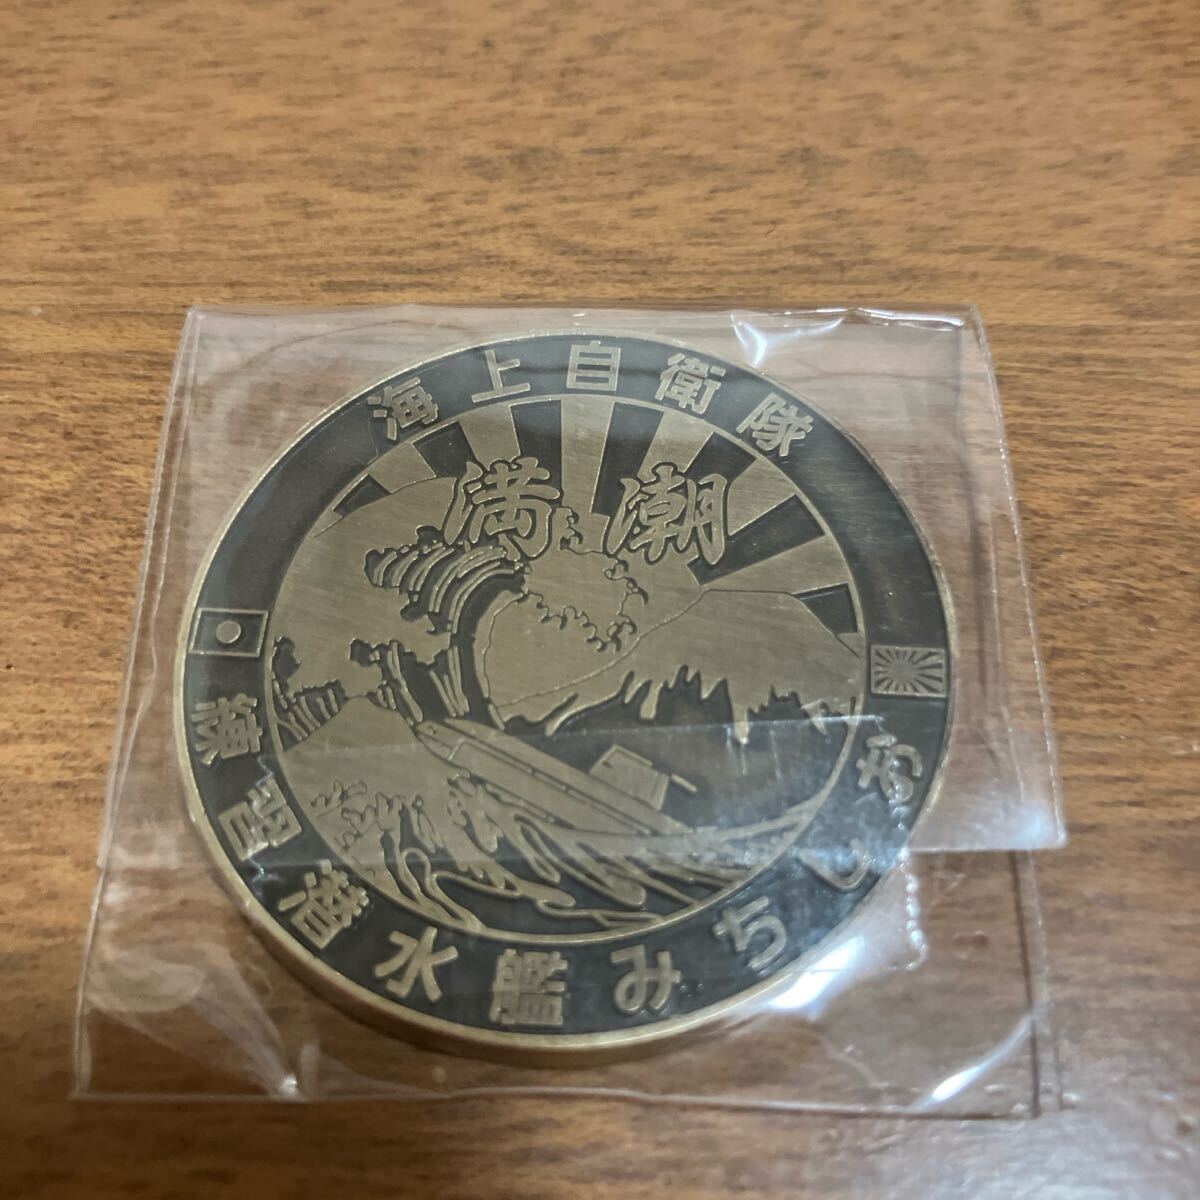 海上自衛隊
満潮
練習潜水艦みちしお